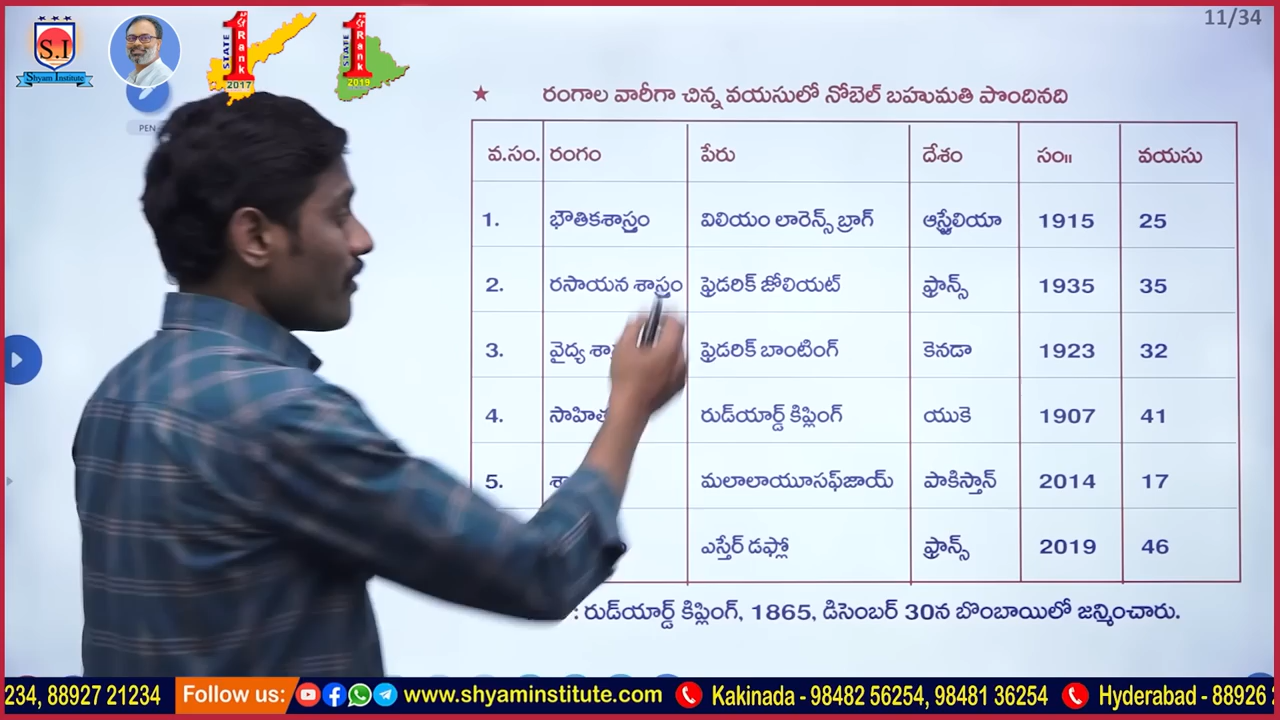 11/34
S.I
Shyam Institute
STATE 1 Rank 2017
STATE 1 Rank 2019
PEN
★ రంగాల వారీగా చిన్న వయసులో నోబెల్ బహుమతి పొందినది
వ.సం. రంగం పేరు దేశం సం॥ వయసు
1. భౌతికశాస్త్రం విలియం లారెన్స్ బ్రాగ్ ఆస్ట్రేలియా 1915 25
2. రసాయన శాస్త్రం ఫ్రెడరిక్ జోలియట్ ఫ్రాన్స్ 1935 35
3. వైద్య ఫ్రెడరిక్ బాంటింగ్ కెనడా 1923 32
4. రుడ్‌యార్డ్ కిప్లింగ్ యుకె 1907 41
5. మలాలాయూసఫ్‌జాయ్ పాకిస్తాన్ 2014 17
ఎస్తేర్ డఫ్లో ఫ్రాన్స్ 2019 46
: రుడ్‌యార్డ్ కిప్లింగ్, 1865, డిసెంబర్ 30న బొంబాయిలో జన్మించారు.
234, 88927 21234 Follow us: www.shyaminstitute.com Kakinada - 98482 56254, 98481 36254 Hyderabad - 88926 2